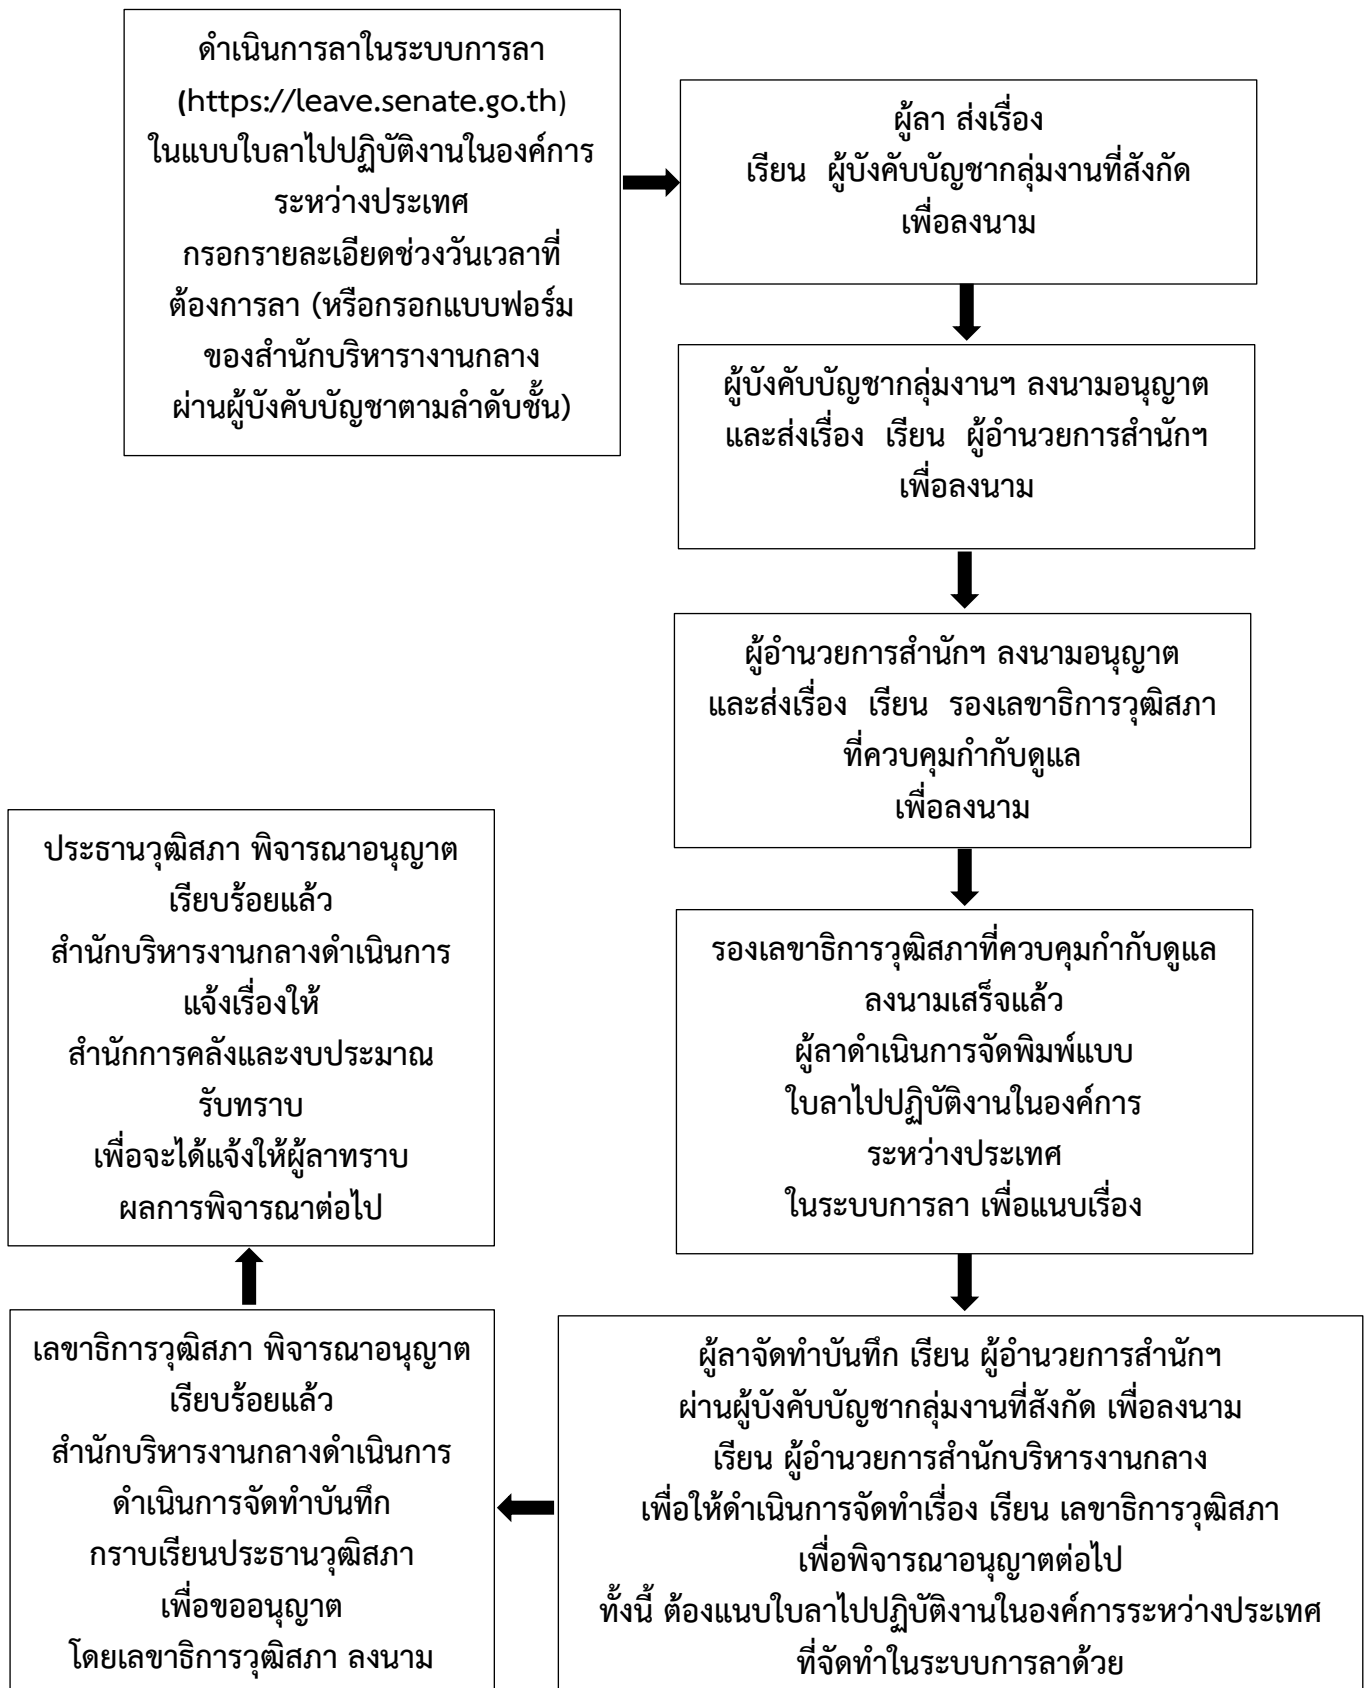 ดำเนินการลาในระบบการลา
(https://leave.senate.go.th)
ในแบบใบลาไปปฏิบัติงานในองค์การ
ระหว่างประเทศ
กรอกรายละเอียดช่วงวันเวลาที่
ต้องการลา (หรือกรอกแบบฟอร์ม
ของสำนักบริหารางานกลาง
ผ่านผู้บังคับบัญชาตามลำดับชั้น)
ผู้ลา ส่งเรื่อง
เรียน ผู้บังคับบัญชากลุ่มงานที่สังกัด
เพื่อลงนาม
ผู้บังคับบัญชากลุ่มงานฯ ลงนามอนุญาต
และส่งเรื่อง เรียน ผู้อำนวยการสำนักฯ
เพื่อลงนาม
ผู้อำนวยการสำนักฯ ลงนามอนุญาต
และส่งเรื่อง เรียน รองเลขาธิการวุฒิสภา
ที่ควบคุมกำกับดูแล
เพื่อลงนาม
รองเลขาธิการวุฒิสภาที่ควบคุมกำกับดูแล
ลงนามเสร็จแล้ว
ผู้ลาดำเนินการจัดพิมพ์แบบ
ใบลาไปปฏิบัติงานในองค์การ
ระหว่างประเทศ
ในระบบการลา เพื่อแนบเรื่อง
ผู้ลาจัดทำบันทึก เรียน ผู้อำนวยการสำนักฯ
ผ่านผู้บังคับบัญชากลุ่มงานที่สังกัด เพื่อลงนาม
เรียน ผู้อำนวยการสำนักบริหารงานกลาง
เพื่อให้ดำเนินการจัดทำเรื่อง เรียน เลขาธิการวุฒิสภา
เพื่อพิจารณาอนุญาตต่อไป
ทั้งนี้ ต้องแนบใบลาไปปฏิบัติงานในองค์การระหว่างประเทศ
ที่จัดทำในระบบการลาด้วย
เลขาธิการวุฒิสภา พิจารณาอนุญาต
เรียบร้อยแล้ว
สำนักบริหารงานกลางดำเนินการ
ดำเนินการจัดทำบันทึก
กราบเรียนประธานวุฒิสภา
เพื่อขออนุญาต
โดยเลขาธิการวุฒิสภา ลงนาม
ประธานวุฒิสภา พิจารณาอนุญาต
เรียบร้อยแล้ว
สำนักบริหารงานกลางดำเนินการ
แจ้งเรื่องให้
สำนักการคลังและงบประมาณ
รับทราบ
เพื่อจะได้แจ้งให้ผู้ลาทราบ
ผลการพิจารณาต่อไป